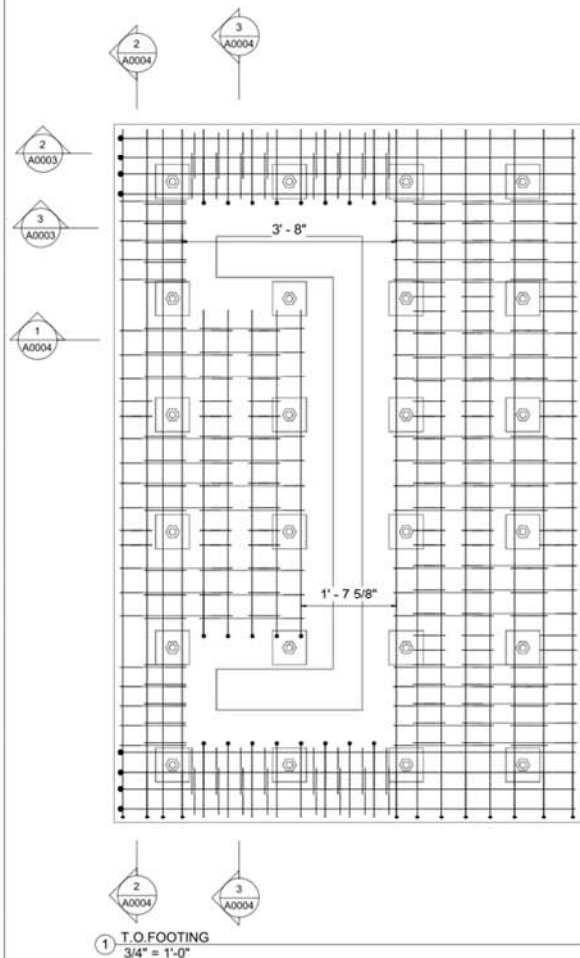 3
A0004
2
A0004
2
A0003
3
A0003
3' - 8"
1
A0004
1' - 7 5/8"
2
A0004
3
A0004
1 T.O.FOOTING
3/4" = 1'-0"